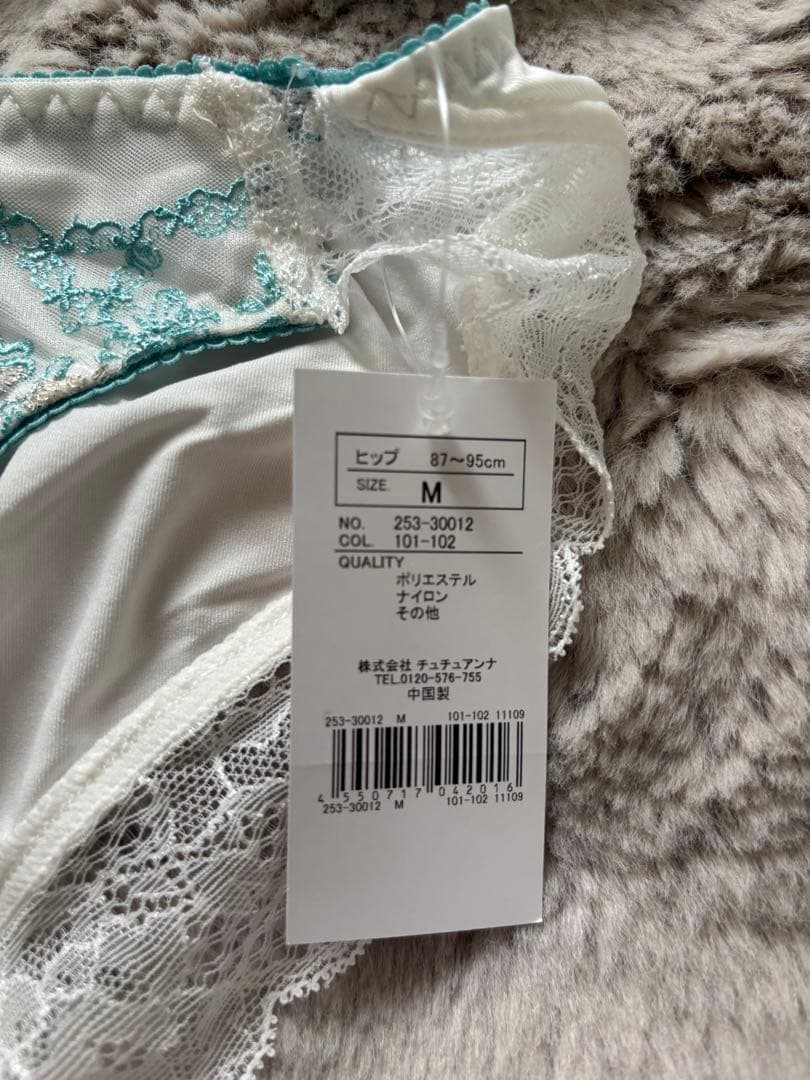 ヒップ 87～95cm
SIZE. M
NO. 253-30012
COL. 101-102
QUALITY
ポリエステル
ナイロン
その他
株式会社 チュチュアンナ
TEL.0120-576-755
中国製
253-30012 M 101-102 11109
4 550717 042016
253-30012 M 101-102 11109